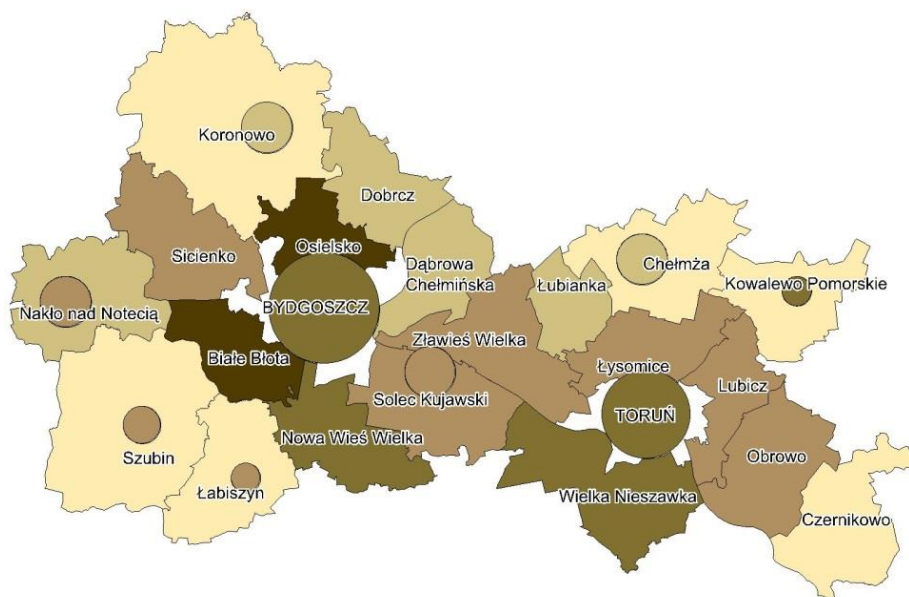 Koronowo
Dobrcz
Osielsko
Sicienko
Dąbrowa
Chełmińska
Chełmża
Kowalewo Pomorskie
Łubianka
BYDGOSZCZ
Nakło nad Notecią
Zławieś Wielka
Białe Błota
Łysomice
Lubicz
Solec Kujawski
TORUŃ
Nowa Wieś Wielka
Szubin
Obrowo
Łabiszyn
Wielka Nieszawka
Czernikowo